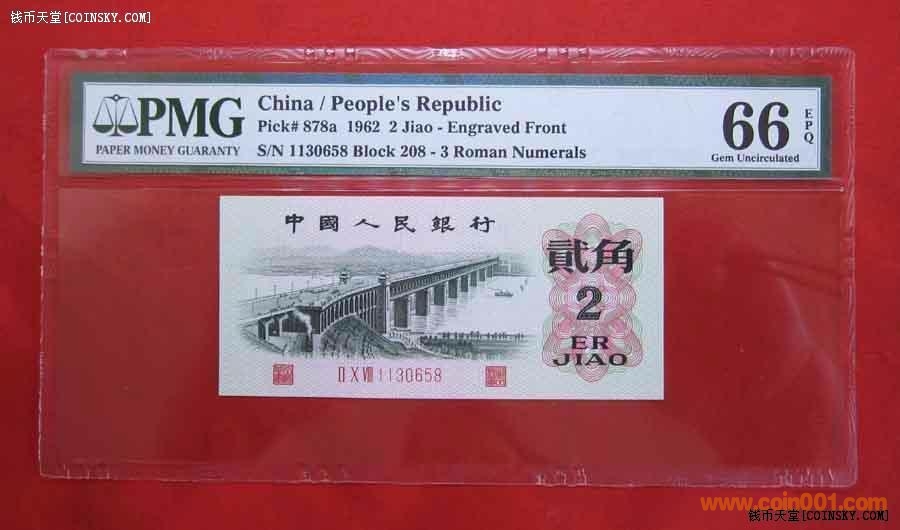 钱币天堂[COINSKY.COM]
PMG
PAPER MONEY GUARANTY
China / People's Republic
Pick# 878a 1962 2 Jiao - Engraved Front
S/N 1130658 Block 208 - 3 Roman Numerals
66
EPQ
Gem Uncirculated
中國人民銀行
貳角
2
ER
JIAO
II X VIII 1130658
www.coin001.com
钱币天堂[COINSKY.COM]